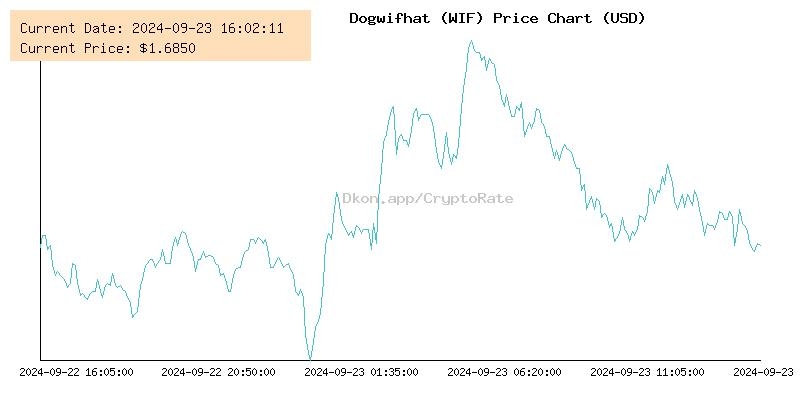 Dogwifhat (WIF) Price Chart (USD)
Current Date: 2024-09-23 16:02:11
Current Price: $1.6850
Dkon.app/CryptoRate
2024-09-22 16:05:00 2024-09-22 20:50:00 2024-09-23 01:35:00 2024-09-23 06:20:00 2024-09-23 11:05:00 2024-09-23